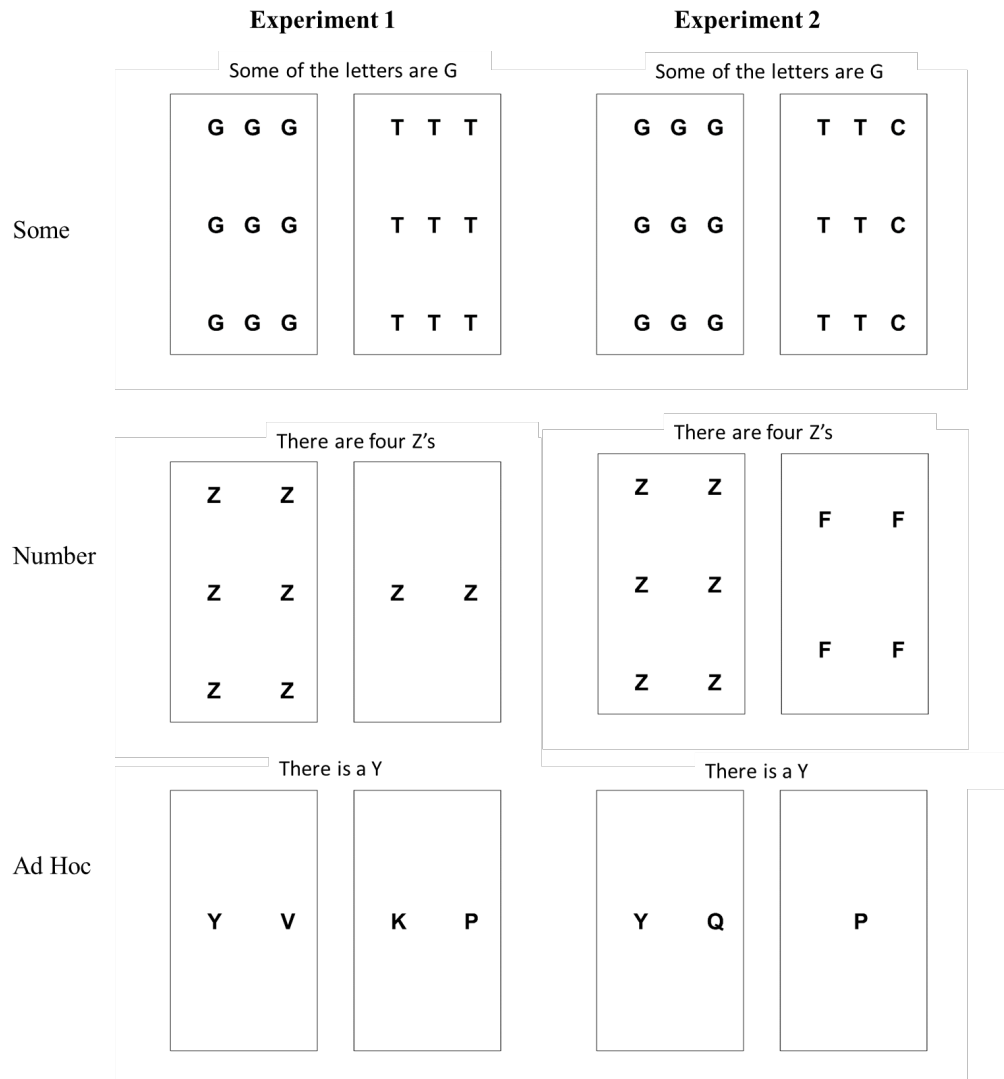 Experiment 1 Experiment 2
Some of the letters are G Some of the letters are G
G G G T T T G G G T T C
Some
G G G T T T G G G T T C
G G G T T T G G G T T C
There are four Z's There are four Z's
Number
Z Z
Z Z
Z Z
Z Z
Z Z
Z Z
Z Z
F F
F F
There is a Y There is a Y
Ad Hoc
Y V K P Y Q P